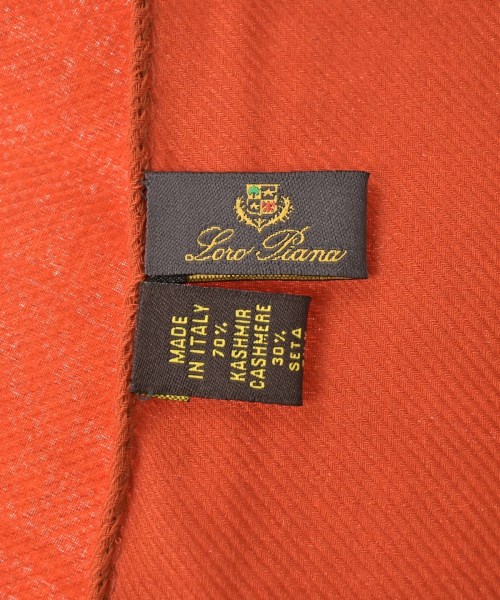 Loro Piana
MADE
IN ITALY
70%
KASHMIR
CASHMERE
30%
SETA